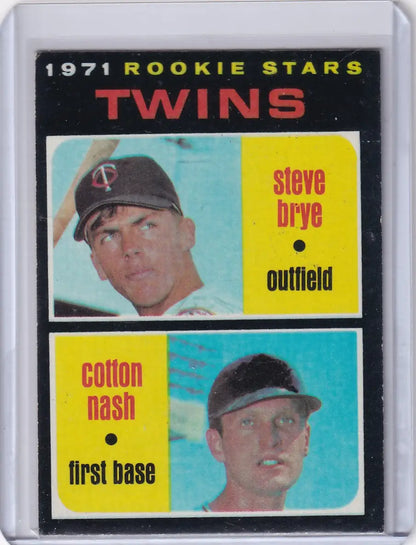 1971 ROOKIE STARS
TWINS
steve
brye
• outfield
cotton
nash
• first base